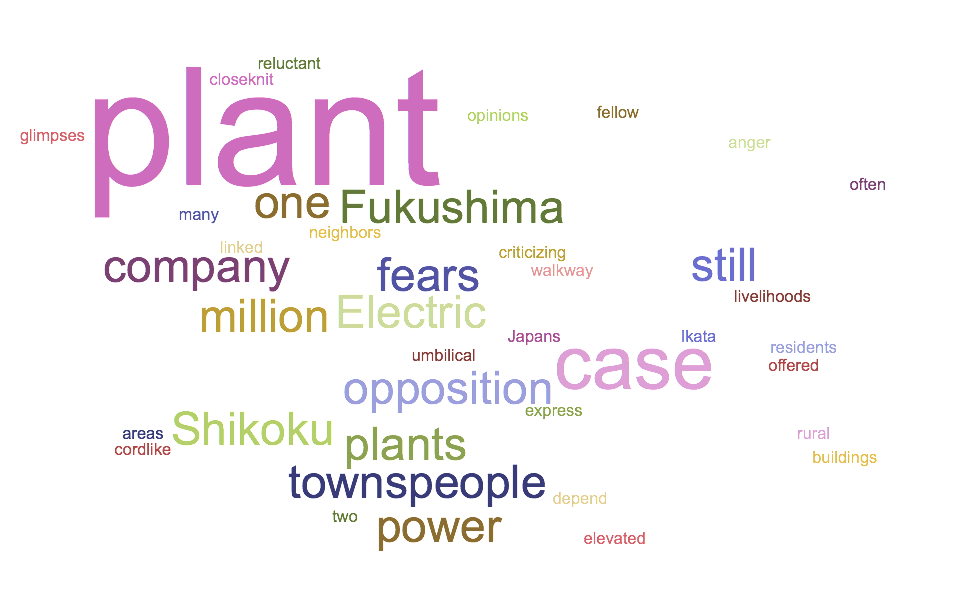 reluctant
closeknit
plant
opinions
fellow
glimpses
anger
often
many
one
Fukushima
neighbors
linked
criticizing
company
fears
walkway
still
livelihoods
million
Electric
Japans
Ikata
umbilical
case
residents
offered
opposition
express
Shikoku
areas
cordlike
plants
rural
buildings
townspeople
depend
two
power
elevated